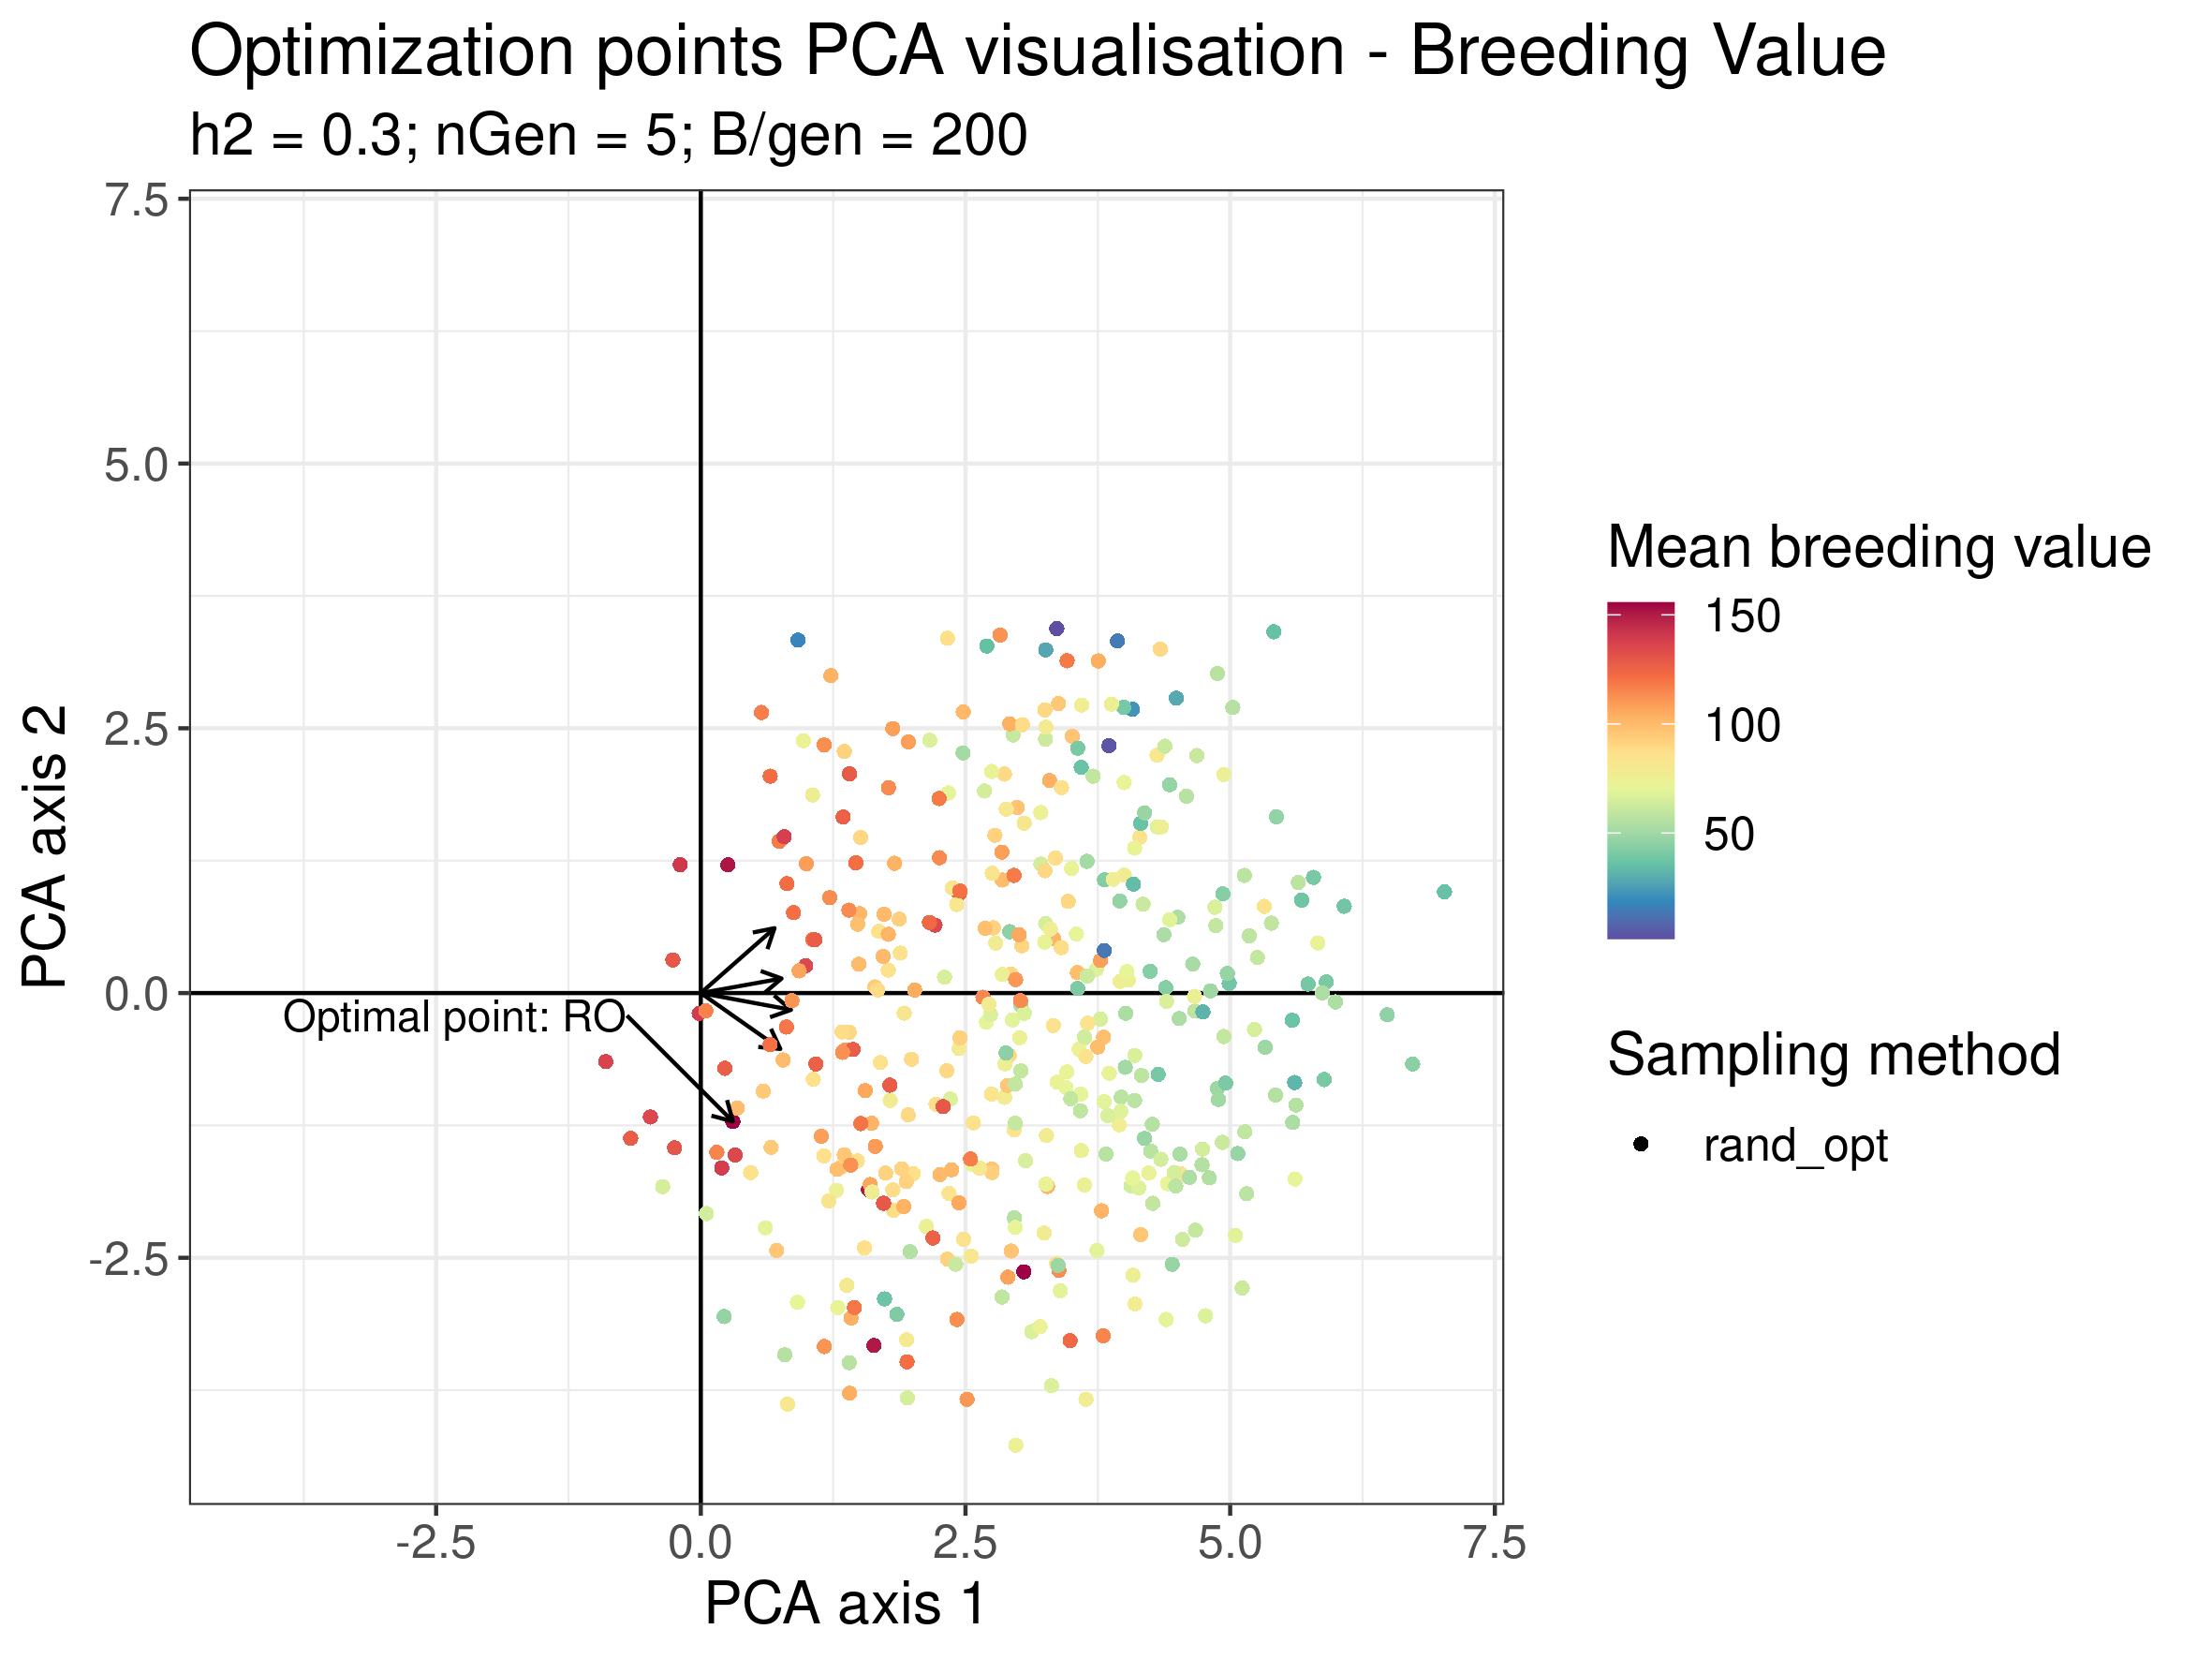 Optimization points PCA visualisation - Breeding Value
h2 = 0.3; nGen = 5; B/gen = 200
7.5
5.0
2.5
0.0
-2.5
PCA axis 2
Optimal point: RO
-2.5 0.0 2.5 5.0 7.5
PCA axis 1
Mean breeding value
150
100
50
Sampling method
rand_opt